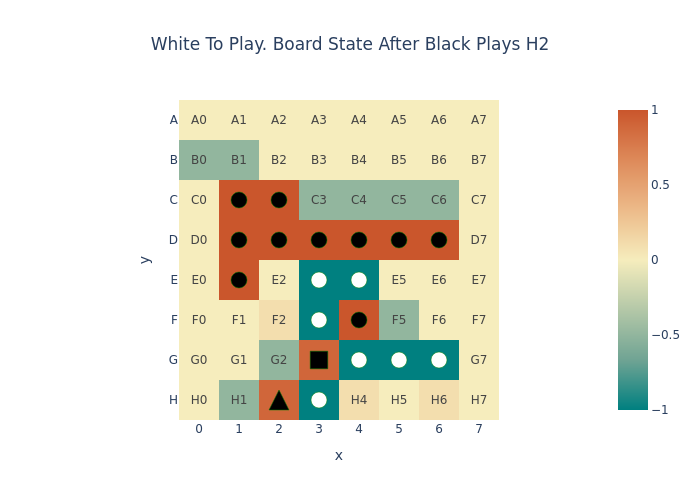 White To Play. Board State After Black Plays H2
A A0 A1 A2 A3 A4 A5 A6 A7
B B0 B1 B2 B3 B4 B5 B6 B7
C C0 C3 C4 C5 C6 C7
D D0 D7
E E0 E2 E5 E6 E7
F F0 F1 F2 F5 F6 F7
G G0 G1 G2 G7
H H0 H1 H4 H5 H6 H7
0 1 2 3 4 5 6 7
x
y
1
0.5
0
−0.5
−1